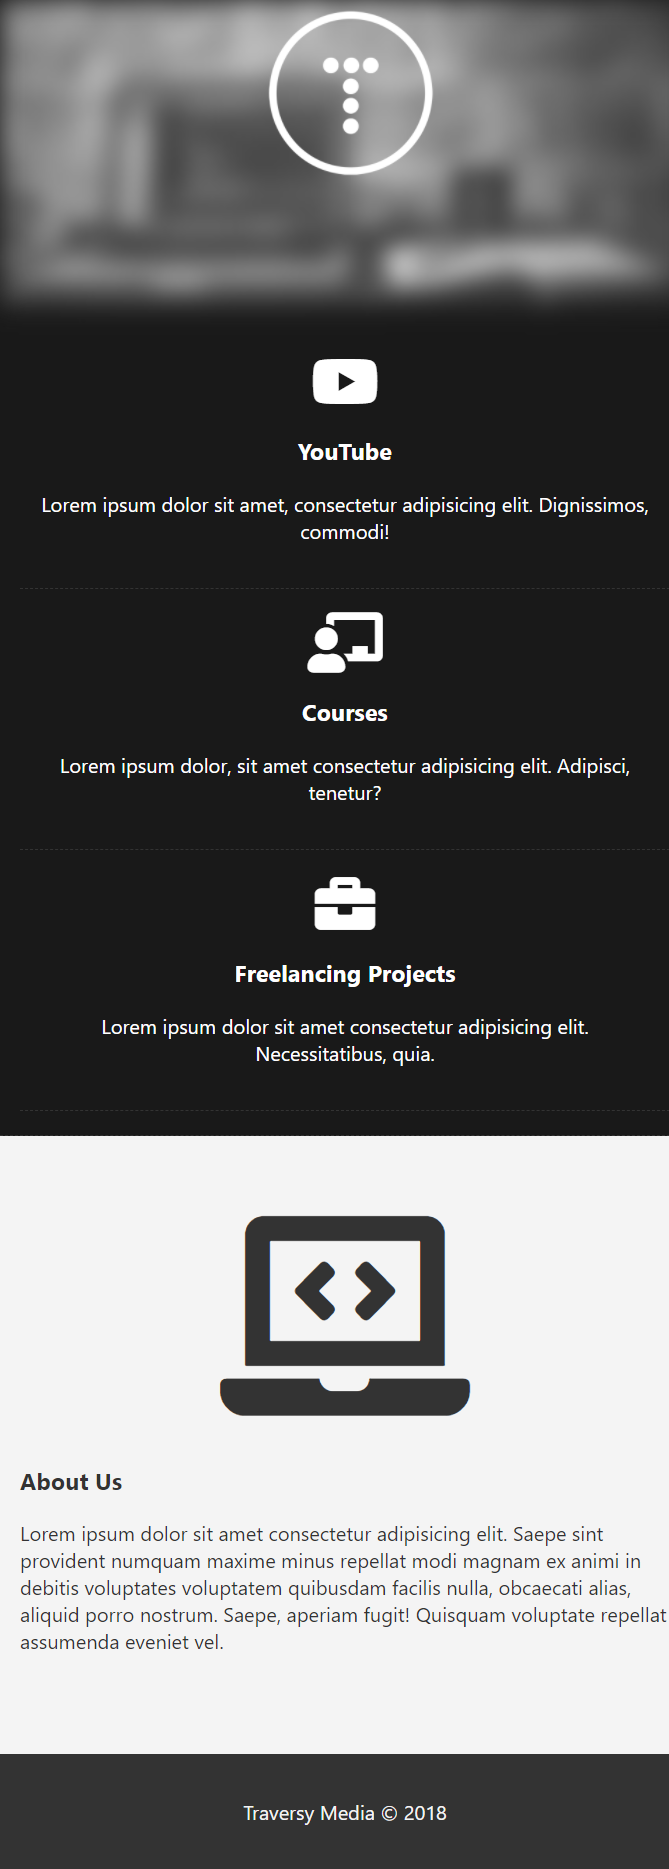 T
YouTube
Lorem ipsum dolor sit amet, consectetur adipisicing elit. Dignissimos,
commodi!
Courses
Lorem ipsum dolor, sit amet consectetur adipisicing elit. Adipisci,
tenetur?
Freelancing Projects
Lorem ipsum dolor sit amet consectetur adipisicing elit.
Necessitatibus, quia.
About Us
Lorem ipsum dolor sit amet consectetur adipisicing elit. Saepe sint
provident numquam maxime minus repellat modi magnam ex animi in
debitis voluptates voluptatem quibusdam facilis nulla, obcaecati alias,
aliquid porro nostrum. Saepe, aperiam fugit! Quisquam voluptate repellat
assumenda eveniet vel.
Traversy Media © 2018